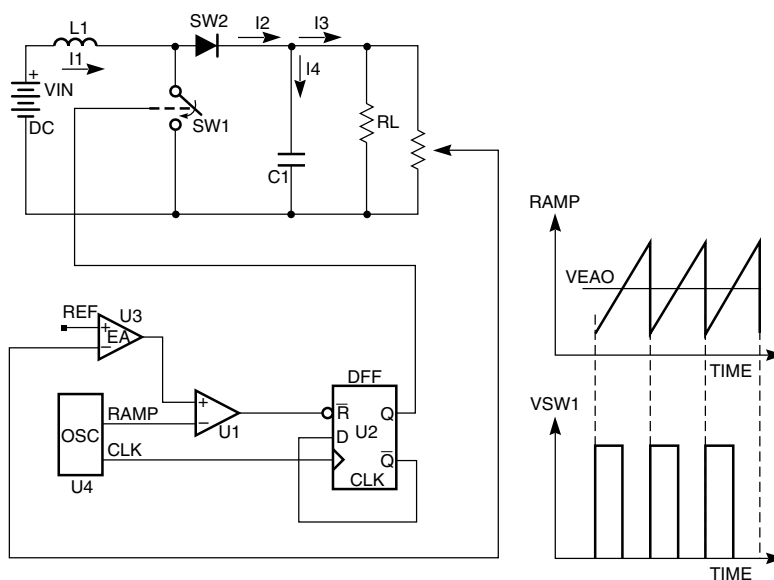 L1
SW2
I2
I3
I1
I4
+
VIN
DC
SW1
RL
C1
RAMP
VEAO
TIME
REF
U3
+
EA
−
DFF
RAMP
+
−
U1
R̅
Q
D
U2
OSC
CLK
Q̅
CLK
U4
VSW1
TIME